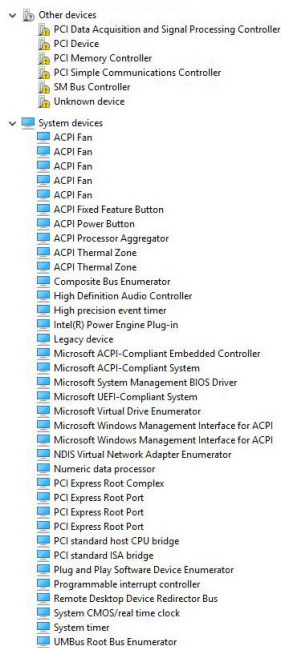 Other devices
PCI Data Acquisition and Signal Processing Controller
PCI Device
PCI Memory Controller
PCI Simple Communications Controller
SM Bus Controller
Unknown device
System devices
ACPI Fan
ACPI Fan
ACPI Fan
ACPI Fan
ACPI Fan
ACPI Fixed Feature Button
ACPI Power Button
ACPI Processor Aggregator
ACPI Thermal Zone
ACPI Thermal Zone
Composite Bus Enumerator
High Definition Audio Controller
High precision event timer
Intel(R) Power Engine Plug-in
Legacy device
Microsoft ACPI-Compliant Embedded Controller
Microsoft ACPI-Compliant System
Microsoft System Management BIOS Driver
Microsoft UEFI-Compliant System
Microsoft Virtual Drive Enumerator
Microsoft Windows Management Interface for ACPI
Microsoft Windows Management Interface for ACPI
NDIS Virtual Network Adapter Enumerator
Numeric data processor
PCI Express Root Complex
PCI Express Root Port
PCI Express Root Port
PCI Express Root Port
PCI standard host CPU bridge
PCI standard ISA bridge
Plug and Play Software Device Enumerator
Programmable interrupt controller
Remote Desktop Device Redirector Bus
System CMOS/real time clock
System timer
UMBus Root Bus Enumerator